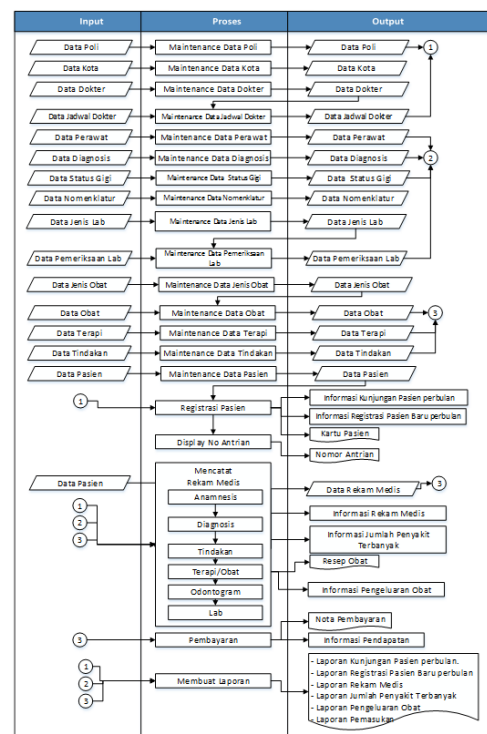 Input Proses Output
Data Poli Maintenance Data Poli Data Poli 1
Data Kota Maintenance Data Kota Data Kota
Data Dokter Maintenance Data Dokter Data Dokter
Data Jadwal Dokter Maintenance Data Jadwal Dokter Data Jadwal Dokter
Data Perawat Maintenance Data Perawat Data Perawat
Data Diagnosis Maintenance Data Diagnosis Data Diagnosis 2
Data Status Gigi Maintenance Data Status Gigi Data Status Gigi
Data Nomenklatur Maintenance Data Nomenklatur Data Nomenklatur
Data Jenis Lab Maintenance Data Jenis Lab Data Jenis Lab
Data Pemeriksaan Lab Maintenance Data Pemeriksaan Data Pemeriksaan Lab
Lab
Data Jenis Obat Maintenance Data Jenis Obat Data Jenis Obat
Data Obat Maintenance Data Obat Data Obat 3
Data Terapi Maintenance Data Terapi Data Terapi
Data Tindakan Maintenance Data Tindakan Data Tindakan
Data Pasien Maintenance Data Pasien Data Pasien
1 Registrasi Pasien
Informasi Kunjungan Pasien perbulan
Informasi Registrasi Pasien Baru perbulan
Kartu Pasien
Display No Antrian
Nomor Antrian
Data Pasien
1
2
3
Mencatat
Rekam Medis
Anamnesis
Diagnosis
Tindakan
Terapi/Obat
Odontogram
Lab
Data Rekam Medis 3
Informasi Rekam Medis
Informasi Jumlah Penyakit
Terbanyak
Resep Obat
Informasi Pengeluaran Obat
3 Pembayaran
Nota Pembayaran
Informasi Pendapatan
1
2
3
Membuat Laporan
- Laporan Kunjungan Pasien perbulan.
- Laporan Registrasi Pasien Baru perbulan
- Laporan Rekam Medis
- Laporan Jumlah Penyakit Terbanyak
- Laporan Pengeluaran Obat
- Laporan Pemasukan